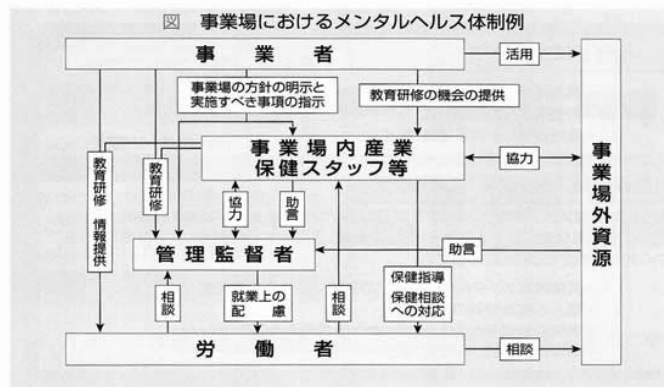 図 事業場におけるメンタルヘルス体制例
事業者
活用
事業場の方針の明示と
実施すべき事項の指示
教育研修の機会の提供
事業場内産業
保健スタッフ等
協力
事業場外資源
教育研修 情報提供
教育研修
協力
助言
管理監督者
助言
相談
就業上の
配慮
相談
保健指導
保健相談
への対応
労働者
相談